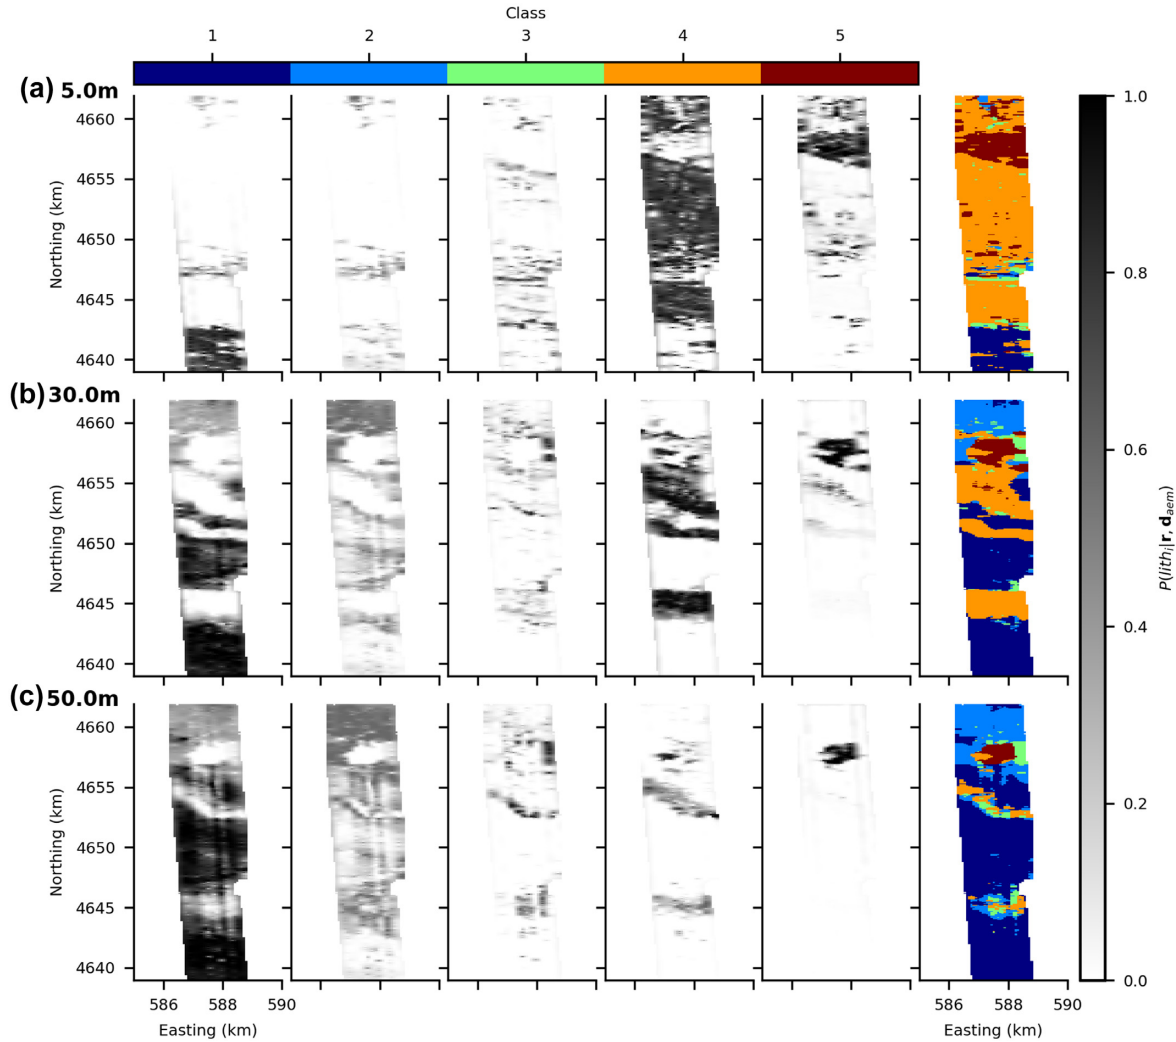 Class
1 2 3 4 5
(a) 5.0m
4660
4655
4650
4645
4640
Northing (km)
(b) 30.0m
4660
4655
4650
4645
4640
Northing (km)
(c) 50.0m
4660
4655
4650
4645
4640
Northing (km)
586 588 590
Easting (km)
586 588 590
Easting (km)
1.0
0.8
0.6
0.4
0.2
0.0
P(lith_i|r, d_aem)